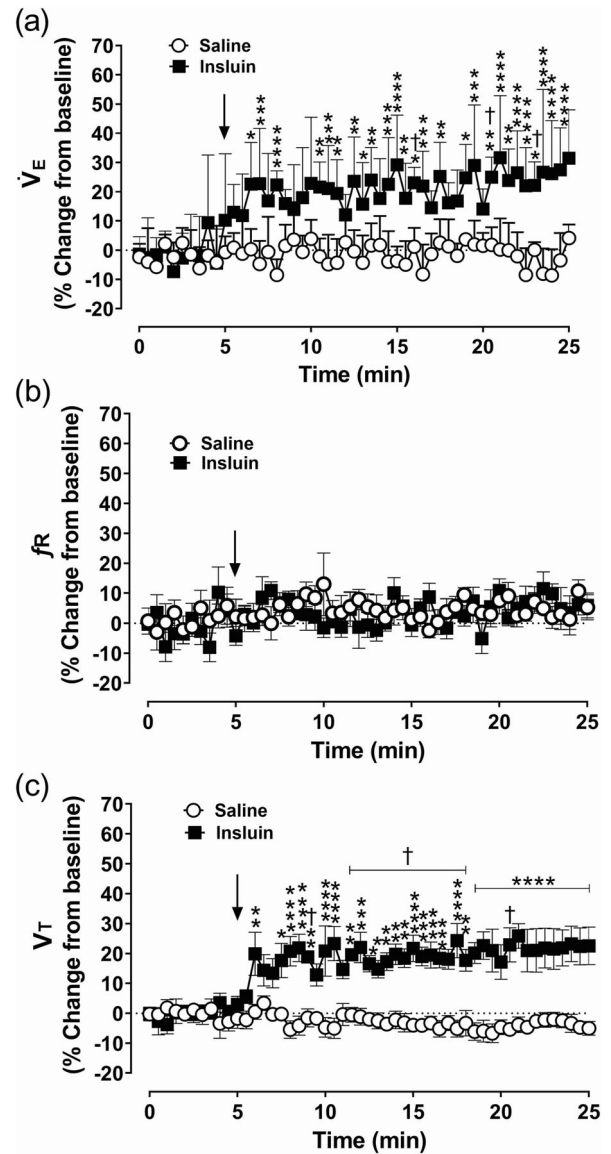 (a)
Saline
Insluin
V̇E
(% Change from baseline)
70
60
50
40
30
20
10
0
-10
-20
0 5 10 15 20 25
Time (min)
(b)
Saline
Insluin
fR
(% Change from baseline)
70
60
50
40
30
20
10
0
-10
-20
0 5 10 15 20 25
Time (min)
(c)
Saline
Insluin
VT
(% Change from baseline)
70
60
50
40
30
20
10
0
-10
-20
†
****
†
0 5 10 15 20 25
Time (min)